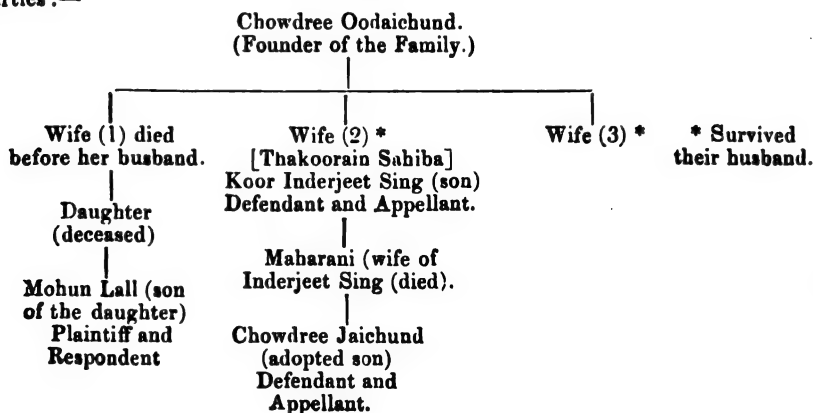 Chowdree Oodaichund.
(Founder of the Family.)
Wife (1) died
before her busband.
Daughter
(deceased)
Mohun Lall (son
of the daughter)
Plaintiff and
Respondent
Wife (2) *
[Thakoorain Sahiba]
Koor Inderjeet Sing (son)
Defendant and Appellant.
Maharani (wife of
Inderjeet Sing (died).
Chowdree Jaichund
(adopted son)
Defendant and
Appellant.
Wife (3) *
* Survived
their husband.